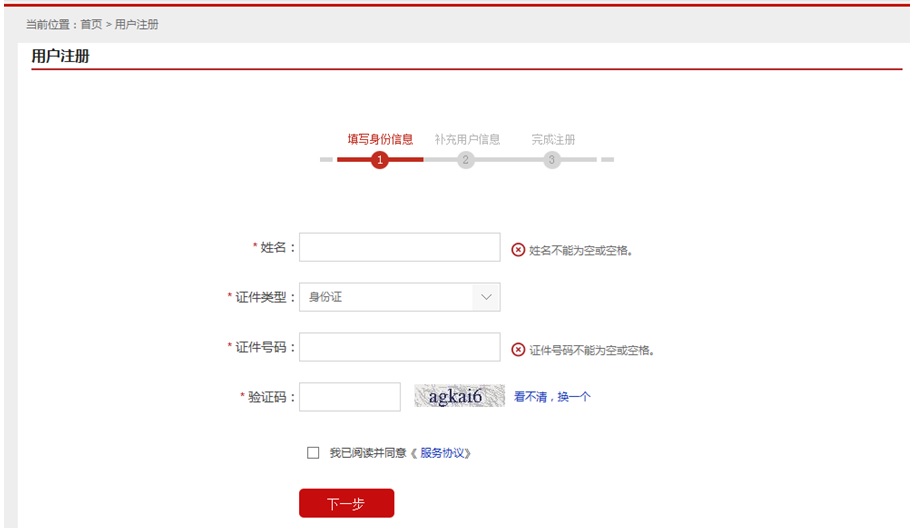 当前位置：首页 > 用户注册
用户注册
填写身份信息 补充用户信息 完成注册
1 2 3
* 姓名： 姓名不能为空或空格。
* 证件类型： 身份证
* 证件号码： 证件号码不能为空或空格。
* 验证码： agkai6 看不清，换一个
我已阅读并同意《 服务协议》
下一步